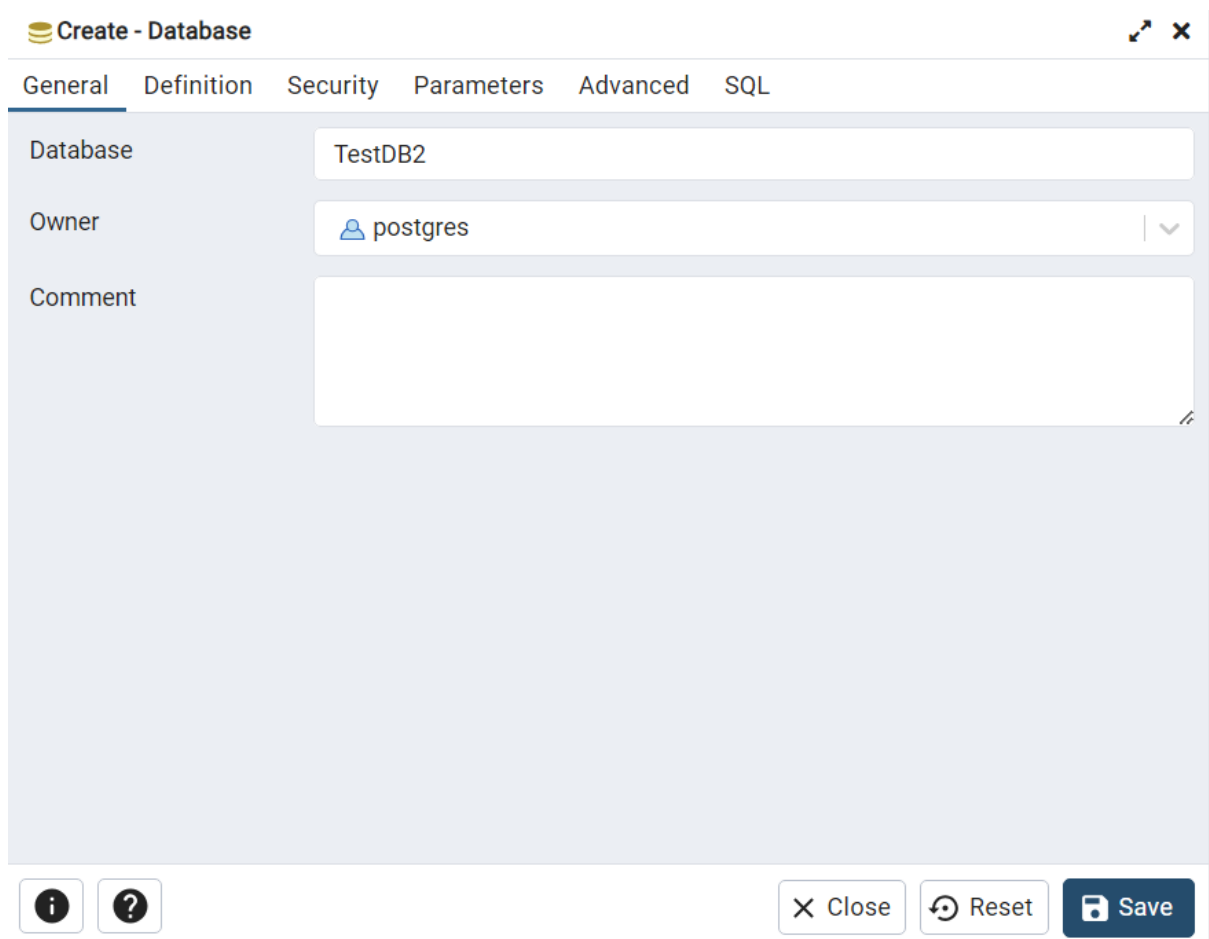 Create - Database
General Definition Security Parameters Advanced SQL
Database TestDB2
Owner postgres
Comment
Close Reset Save